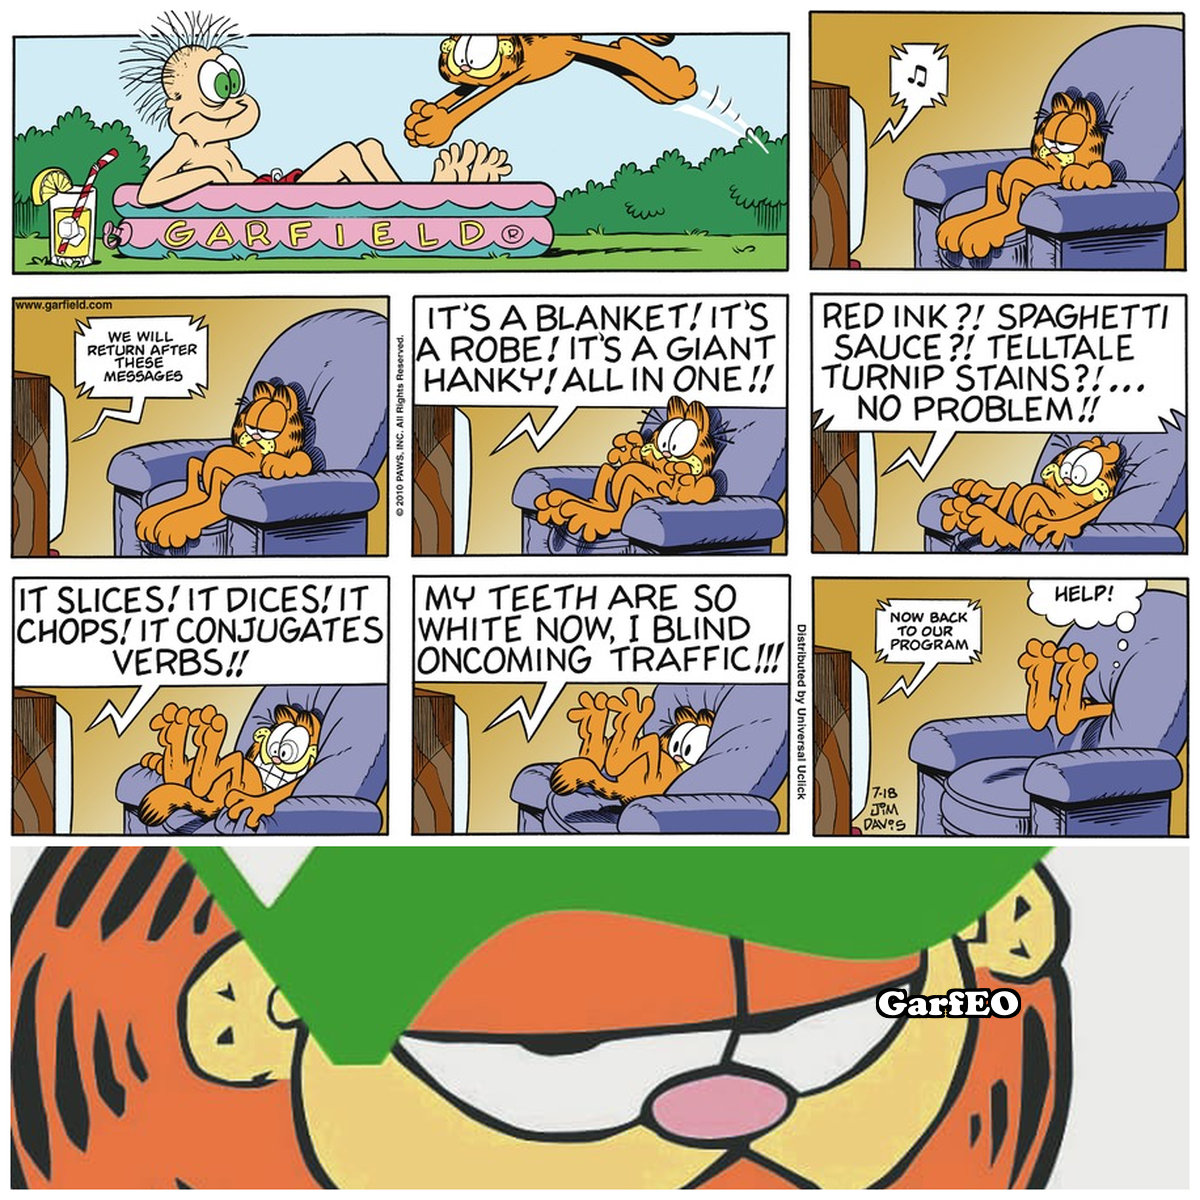 GARFIELD®
♫
www.garfield.com
WE WILL
RETURN AFTER
THESE
MESSAGES
© 2010 PAWS, INC. All Rights Reserved.
IT'S A BLANKET! IT'S
A ROBE! IT'S A GIANT
HANKY! ALL IN ONE!!
RED INK?! SPAGHETTI
SAUCE?! TELLTALE
TURNIP STAINS?!...
NO PROBLEM!!
IT SLICES! IT DICES! IT
CHOPS! IT CONJUGATES
VERBS!!
MY TEETH ARE SO
WHITE NOW, I BLIND
ONCOMING TRAFFIC!!!
Distributed by Universal Uclick
NOW BACK
TO OUR
PROGRAM
HELP!
7-18
JIM
DAVIS
GarfEO